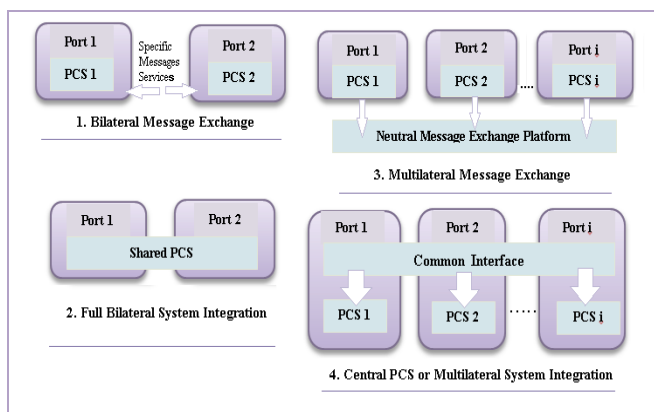 Port 1
PCS 1
Specific
Messages
Services
Port 2
PCS 2
1. Bilateral Message Exchange
Port 1
PCS 1
Port 2
PCS 2
....
Port i
PCS i
Neutral Message Exchange Platform
3. Multilateral Message Exchange
Port 1
Port 2
Shared PCS
2. Full Bilateral System Integration
Port 1
Port 2
Port i
Common Interface
PCS 1
PCS 2
.....
PCS i
4. Central PCS or Multilateral System Integration